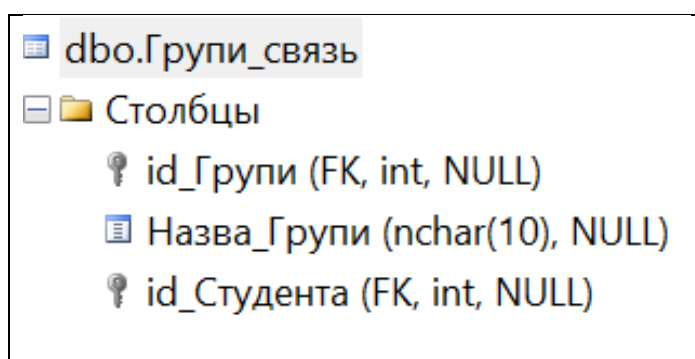 dbo.Групи_связь
Столбцы
id_Групи (FK, int, NULL)
Назва_Групи (nchar(10), NULL)
id_Студента (FK, int, NULL)